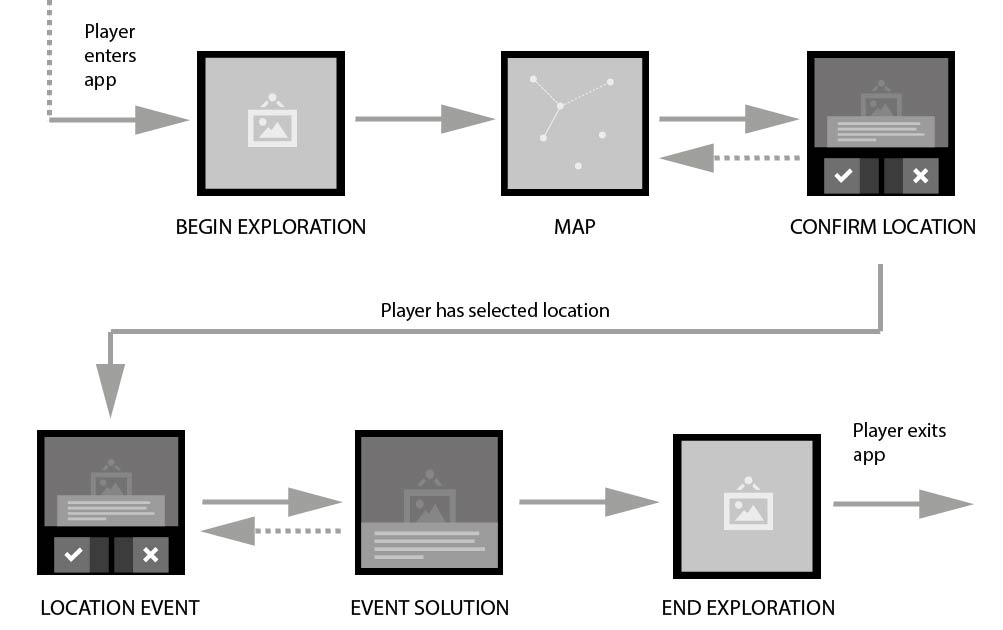 Player
enters
app
BEGIN EXPLORATION
MAP
CONFIRM LOCATION
Player has selected location
Player exits
app
LOCATION EVENT
EVENT SOLUTION
END EXPLORATION